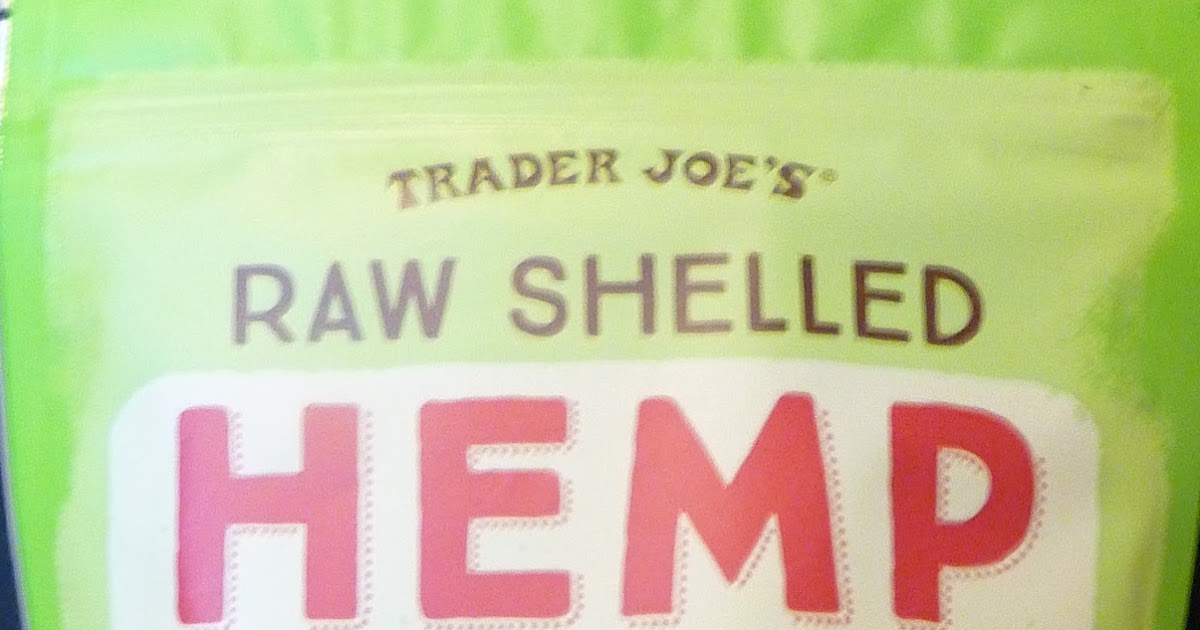 TRADER JOE'S®
RAW SHELLED
HEMP